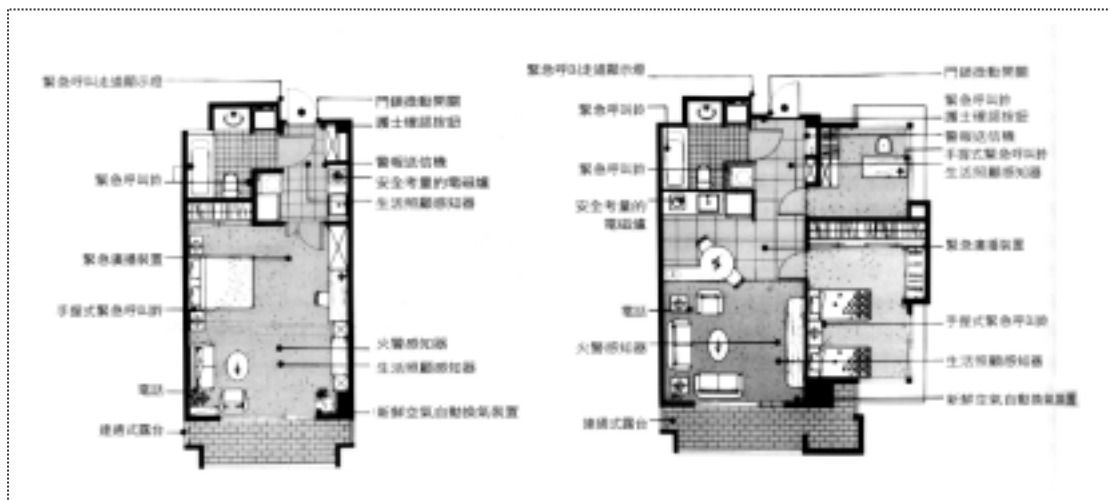 緊急呼叫走道顯示燈
門鎖微動開關
護士確認按鈕
警報送信機
緊急呼叫鈴
安全考量的電磁爐
生活照顧感知器
緊急廣播裝置
手握式緊急呼叫鈴
火警感知器
生活照顧感知器
電話
新鮮空氣自動換氣裝置
連通式露台
緊急呼叫走道顯示燈
門鎖微動開關
緊急呼叫鈴
緊急呼叫鈴
護士確認按鈕
警報送信機
手握式緊急呼叫鈴
緊急呼叫鈴
生活照顧感知器
安全考量的
電磁爐
緊急廣播裝置
電話
手握式緊急呼叫鈴
火警感知器
生活照顧感知器
新鮮空氣自動換氣裝置
連通式露台